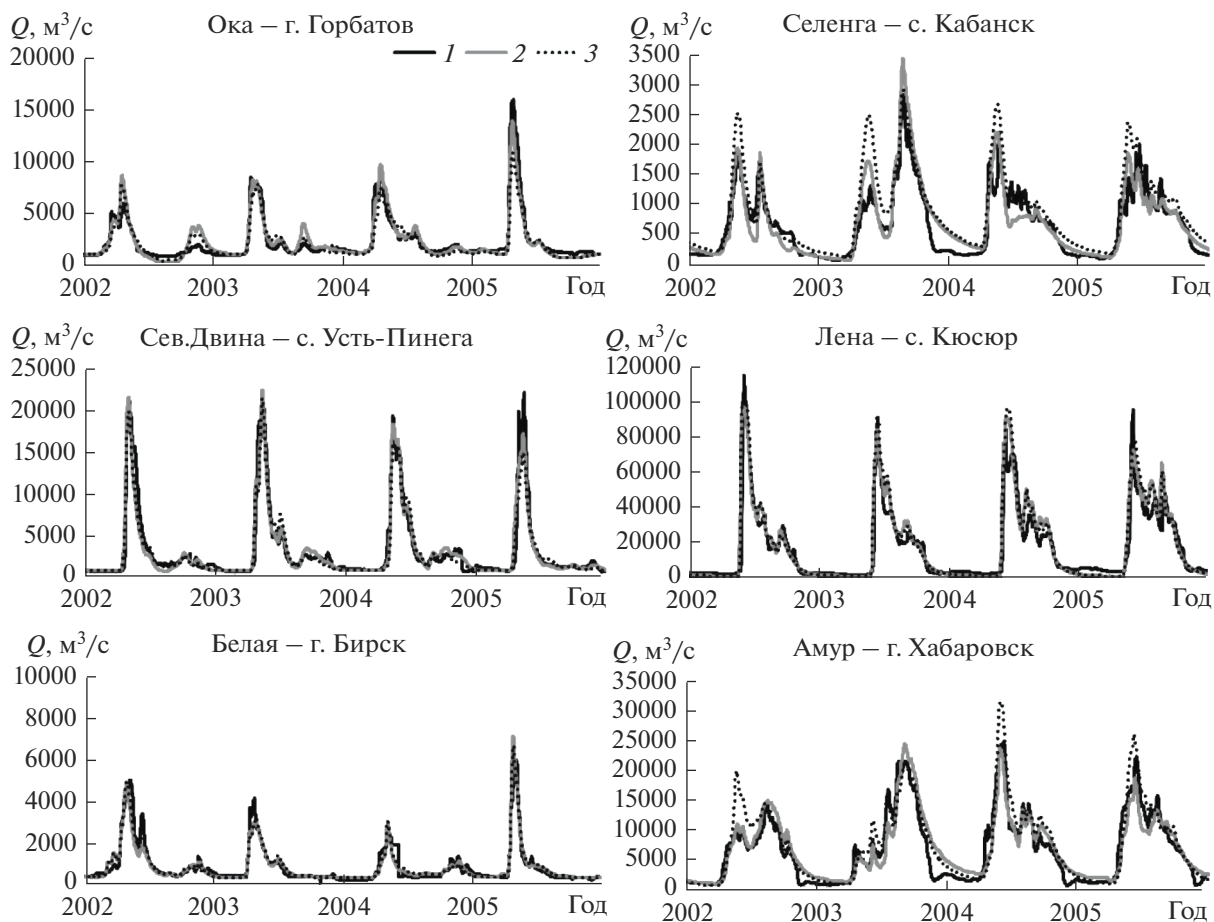 Q, м³/с
Ока – г. Горбатов
20000
1 2 3
15000
10000
5000
0
2002 2003 2004 2005 Год
Q, м³/с
Селенга – с. Кабанск
3500
3000
2500
2000
1500
1000
500
0
2002 2003 2004 2005 Год
Q, м³/с
Сев.Двина – с. Усть-Пинега
25000
20000
15000
10000
5000
0
2002 2003 2004 2005 Год
Q, м³/с
Лена – с. Кюсюр
120000
100000
80000
60000
40000
20000
0
2002 2003 2004 2005 Год
Q, м³/с
Белая – г. Бирск
10000
8000
6000
4000
2000
0
2002 2003 2004 2005 Год
Q, м³/с
Амур – г. Хабаровск
35000
30000
25000
20000
15000
10000
5000
0
2002 2003 2004 2005 Год